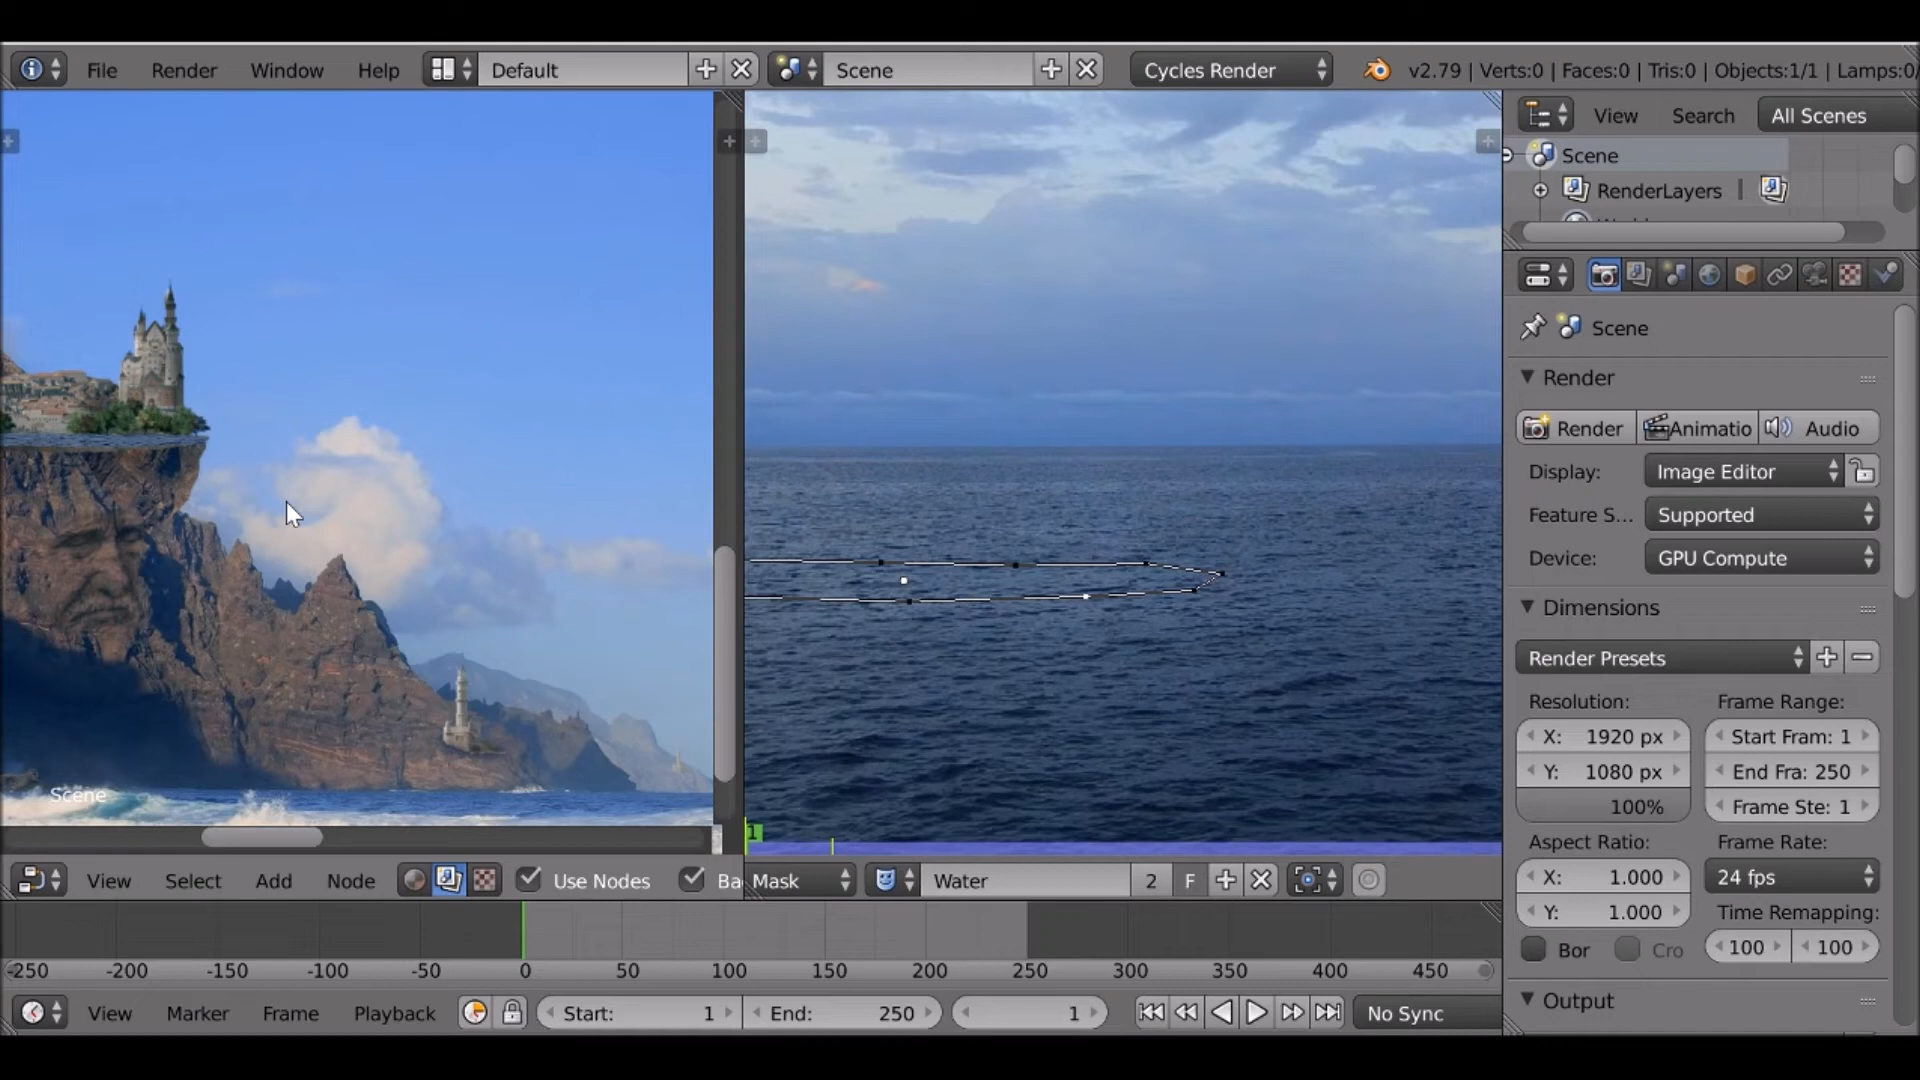 File Render Window Help Default Scene Cycles Render v2.79 | Verts:0 | Faces:0 | Tris:0 | Objects:1/1 | Lamps:0/
View Search All Scenes
Scene
RenderLayers |
Scene
Render
Render Animatio Audio
Display: Image Editor
Feature S... Supported
Device: GPU Compute
Dimensions
Render Presets
Resolution: Frame Range:
X: 1920 px Start Fram: 1
Y: 1080 px End Fra: 250
100% Frame Ste: 1
Aspect Ratio: Frame Rate:
X: 1.000 24 fps
Y: 1.000 Time Remapping:
Bor Cro 100 100
Output
Scene
1
View Select Add Node Use Nodes Ba Mask Water 2 F
-250 -200 -150 -100 -50 0 50 100 150 200 250 300 350 400 450
View Marker Frame Playback Start: 1 End: 250 1 No Sync